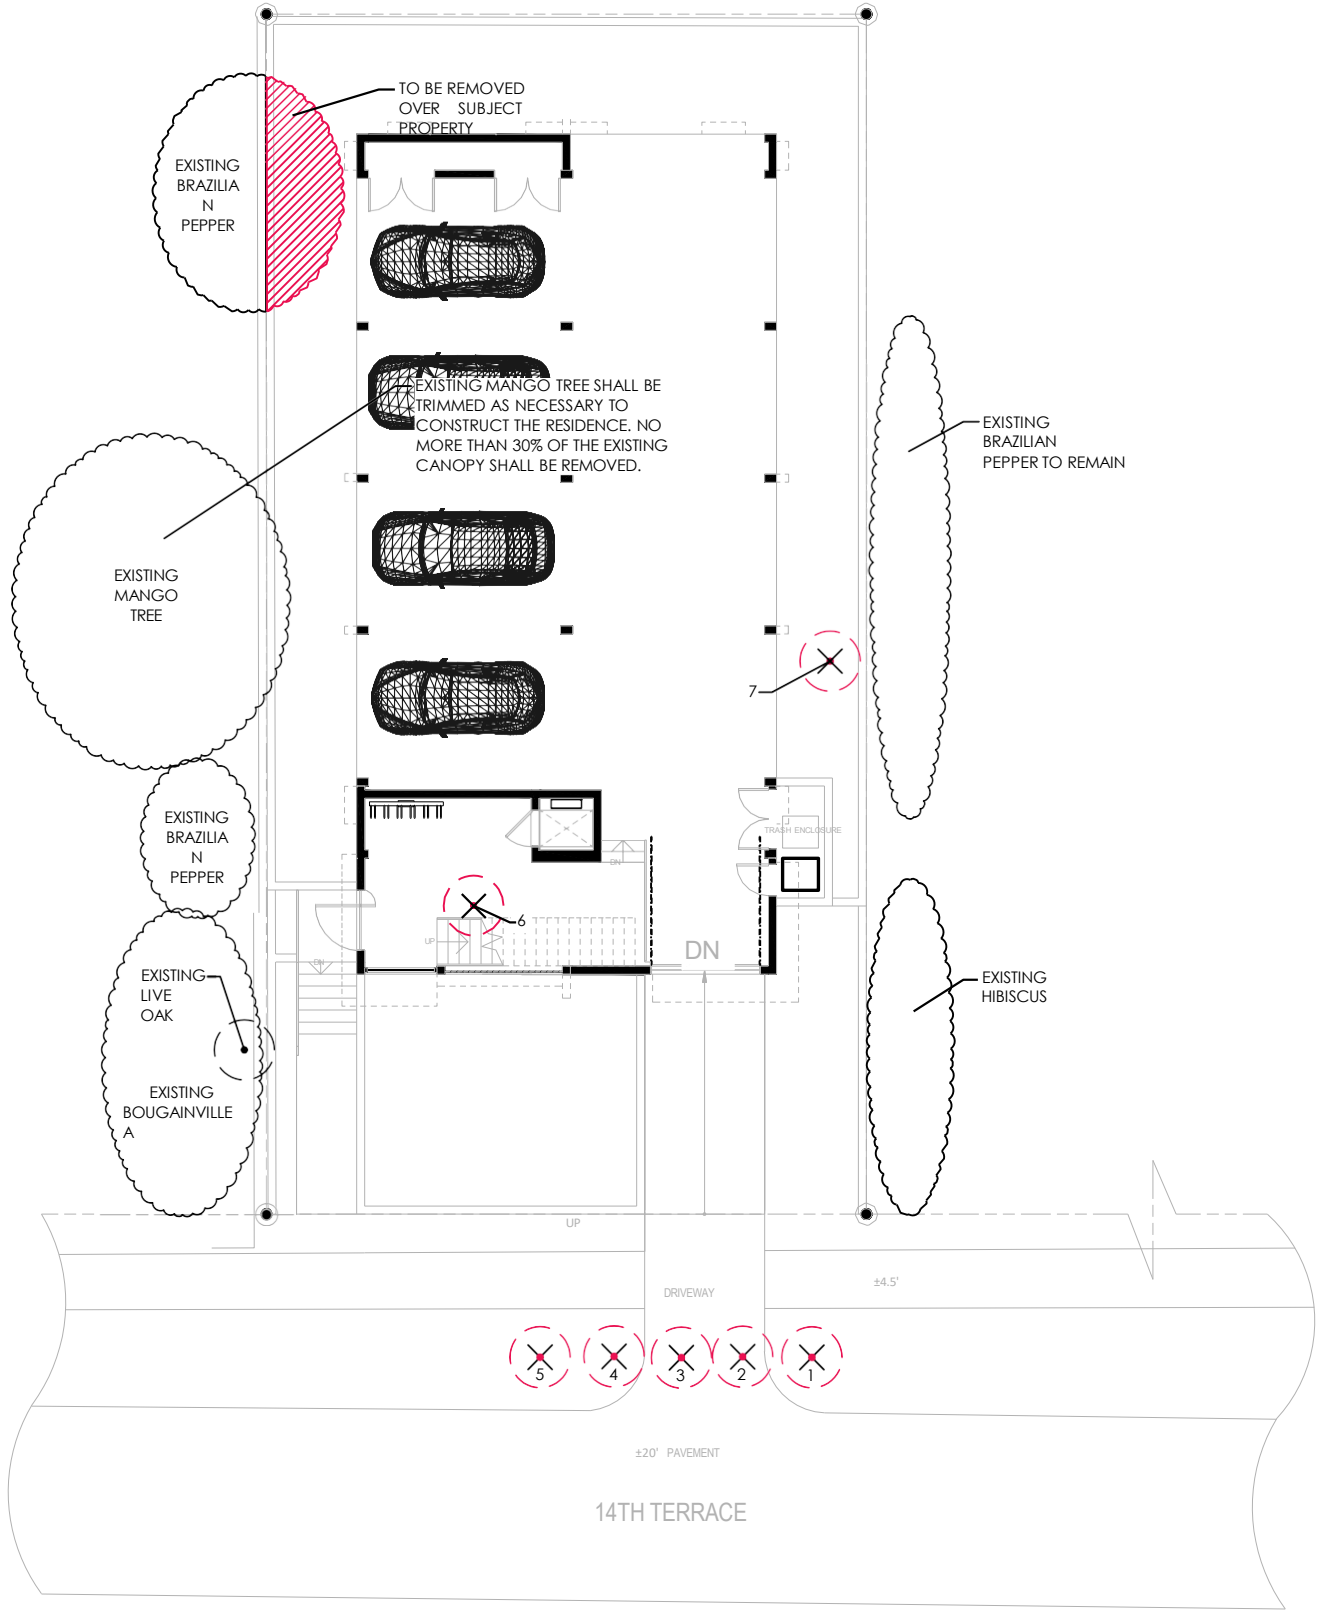 TO BE REMOVED
OVER SUBJECT
PROPERTY
EXISTING
BRAZILIA
N
PEPPER
EXISTING MANGO TREE SHALL BE
TRIMMED AS NECESSARY TO
CONSTRUCT THE RESIDENCE. NO
MORE THAN 30% OF THE EXISTING
CANOPY SHALL BE REMOVED.
EXISTING
BRAZILIAN
PEPPER TO REMAIN
EXISTING
MANGO
TREE
7
EXISTING
BRAZILIA
N
PEPPER
TRASH ENCLOSURE
DN
6
UP
DN
DN
EXISTING
LIVE
OAK
EXISTING
HIBISCUS
EXISTING
BOUGAINVILLE
A
UP
DRIVEWAY
±4.5'
5
4
3
2
1
±20' PAVEMENT
14TH TERRACE